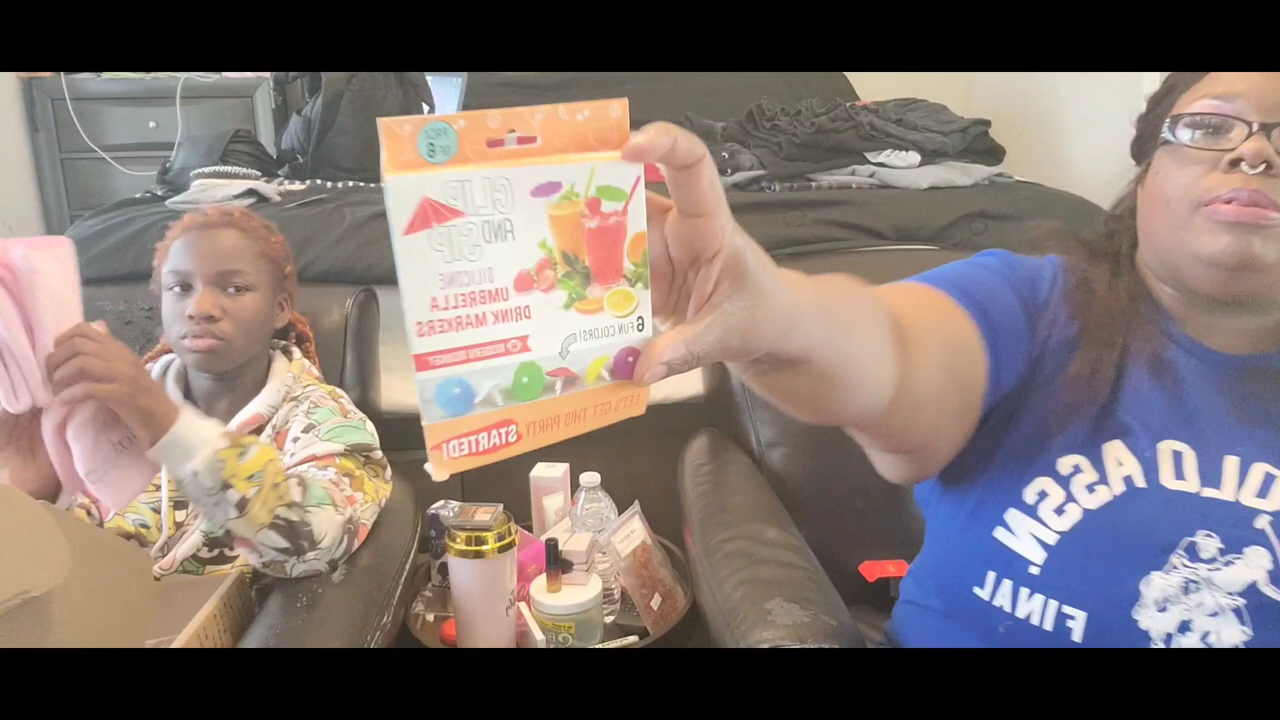 PACK
OF 6
CLIP
AND SIP
SILICONE
UMBRELLA
DRINK MARKERS
6 FUN COLORS!
LET'S GET THIS PARTY
STARTED!
OLO ASSN.
FINAL